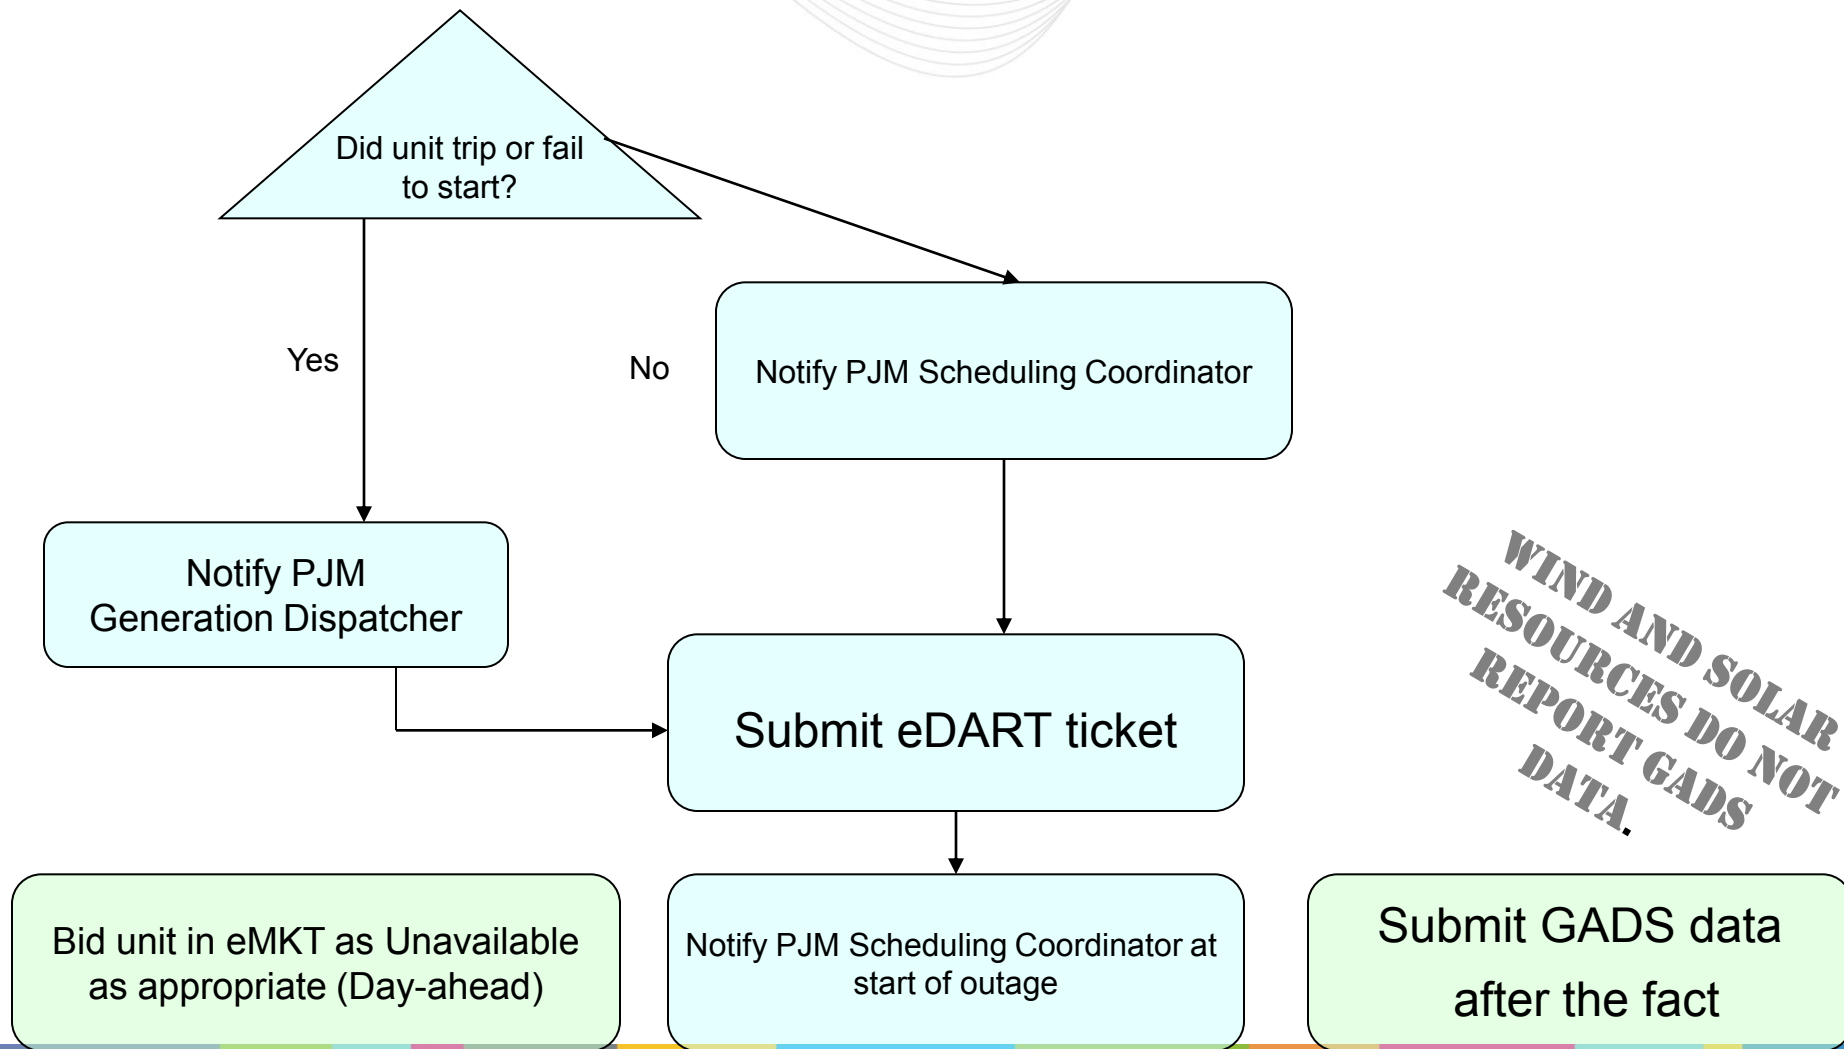 Did unit trip or fail
to start?
Yes
No
Notify PJM Scheduling Coordinator
Notify PJM
Generation Dispatcher
Submit eDART ticket
WIND AND SOLAR
RESOURCES DO NOT
REPORT GADS
DATA.
Bid unit in eMKT as Unavailable
as appropriate (Day-ahead)
Notify PJM Scheduling Coordinator at
start of outage
Submit GADS data
after the fact